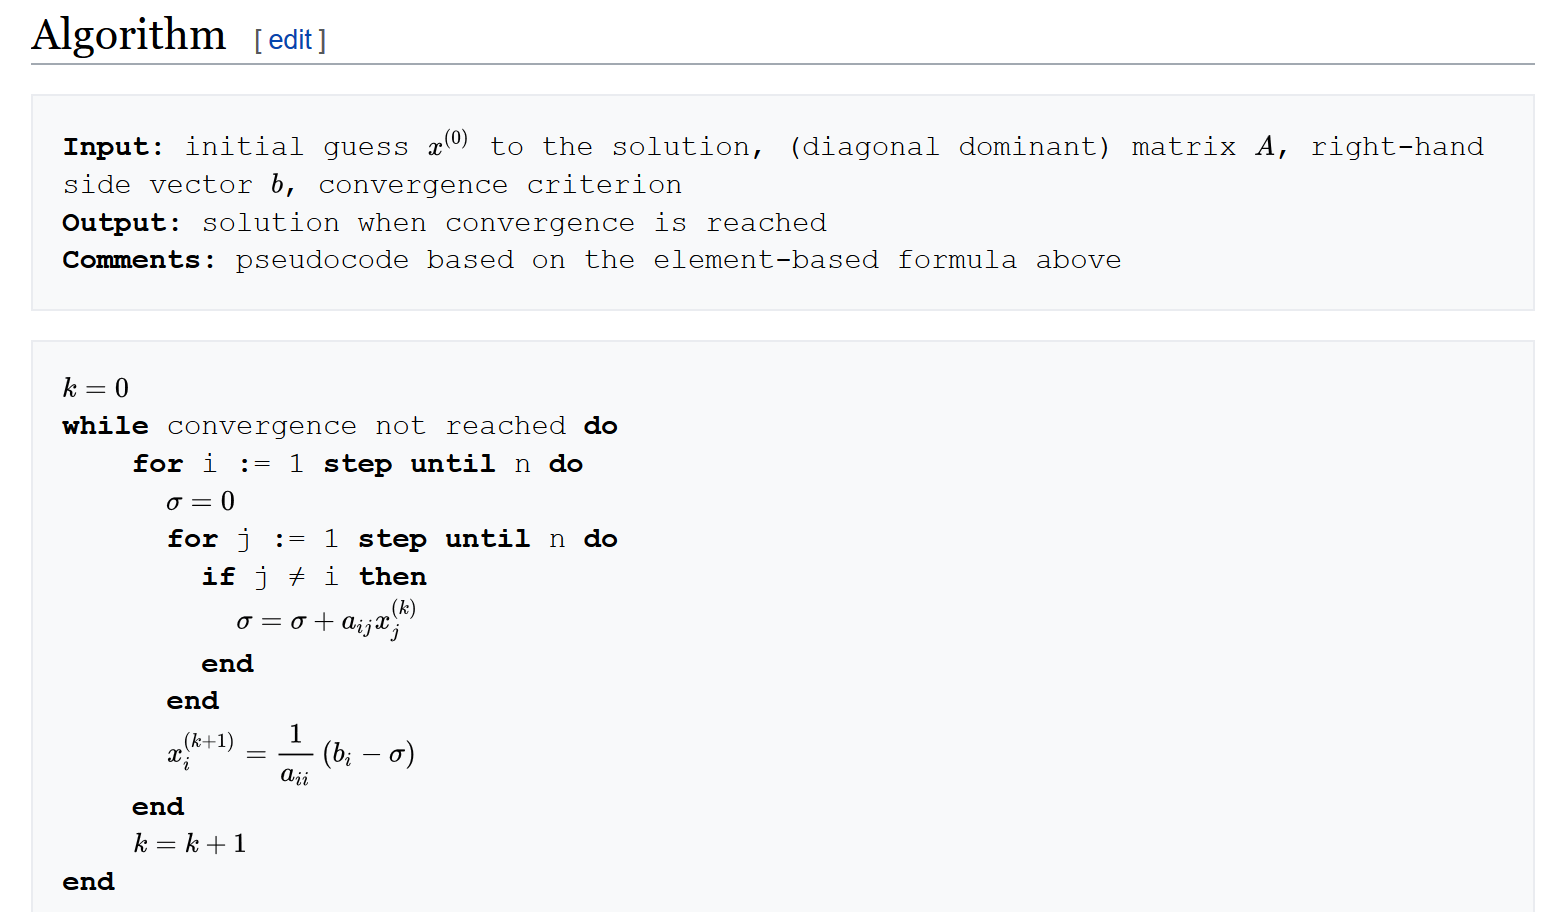 Algorithm [ edit ]
Input: initial guess x^(0) to the solution, (diagonal dominant) matrix A, right-hand
side vector b, convergence criterion
Output: solution when convergence is reached
Comments: pseudocode based on the element-based formula above
k = 0
while convergence not reached do
for i := 1 step until n do
σ = 0
for j := 1 step until n do
if j ≠ i then
σ = σ + a_{ij} x_j^{(k)}
end
end
x_i^{(k+1)} = \frac{1}{a_{ii}} (b_i − σ)
end
k = k + 1
end